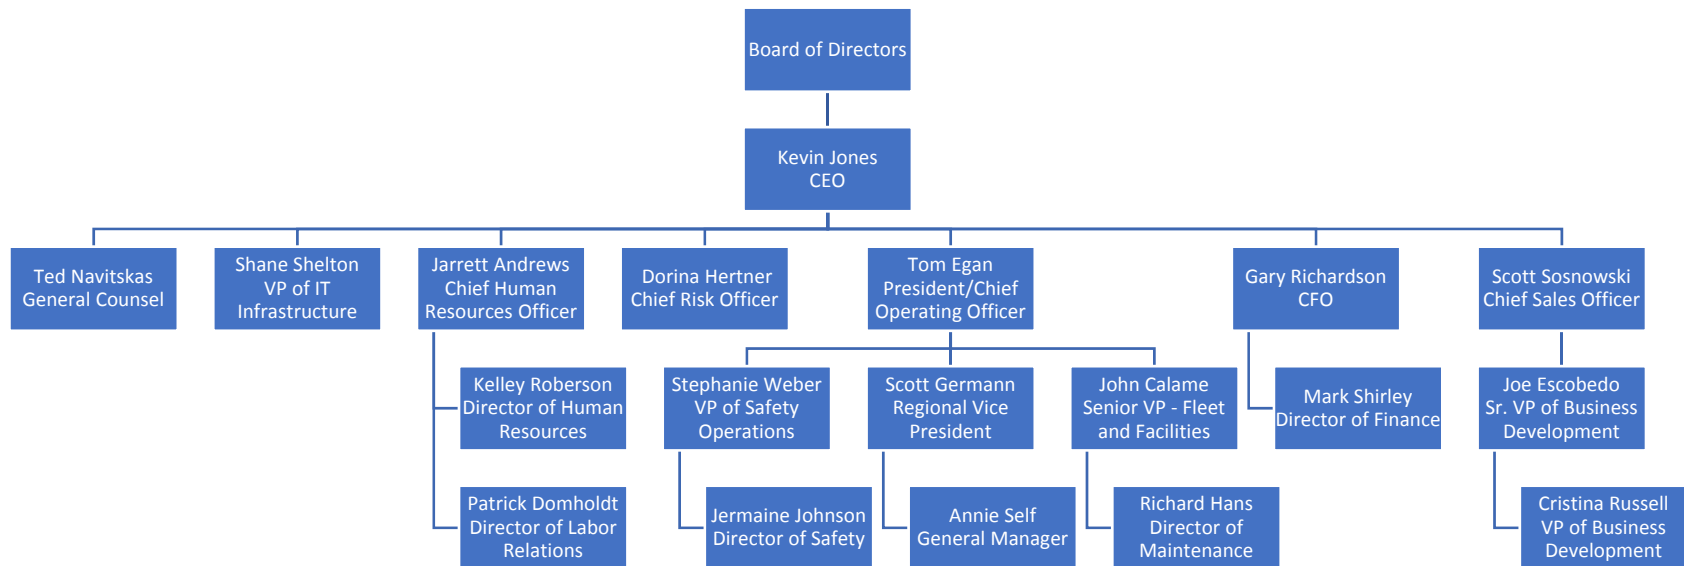 Board of Directors
Kevin Jones
CEO
Ted Navitskas
General Counsel
Shane Shelton
VP of IT
Infrastructure
Jarrett Andrews
Chief Human
Resources Officer
Dorina Hertner
Chief Risk Officer
Tom Egan
President/Chief
Operating Officer
Gary Richardson
CFO
Scott Sosnowski
Chief Sales Officer
Kelley Roberson
Director of Human
Resources
Stephanie Weber
VP of Safety
Operations
Scott Germann
Regional Vice
President
John Calame
Senior VP - Fleet
and Facilities
Mark Shirley
Director of Finance
Joe Escobedo
Sr. VP of Business
Development
Patrick Domholdt
Director of Labor
Relations
Jermaine Johnson
Director of Safety
Annie Self
General Manager
Richard Hans
Director of
Maintenance
Cristina Russell
VP of Business
Development